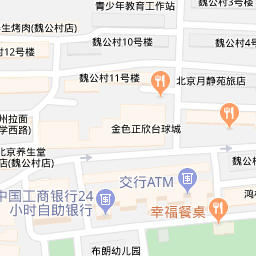 青少年教育工作站
魏公村3号楼
生烤肉(魏公村店)
魏公村10号楼
魏公村4号楼
村12号楼
魏公村11号楼
北京月静苑旅店
州拉面
学西路)
金色正欣台球城
北京养生堂
店(魏公村店)
魏公村
交行ATM
中国工商银行24
小时自助银行
幸福餐桌
鸿
布朗幼儿园